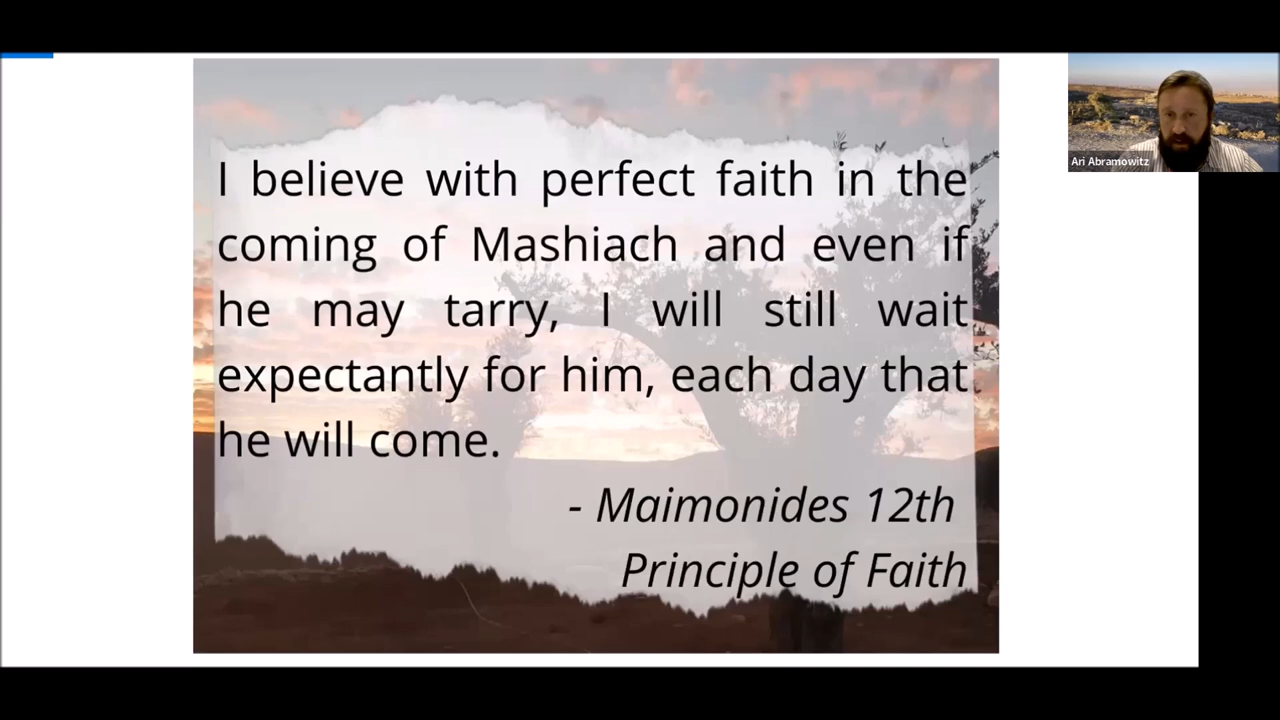 I believe with perfect faith in the
coming of Mashiach and even if
he may tarry, I will still wait
expectantly for him, each day that
he will come.
- Maimonides 12th
Principle of Faith
Ari Abramowitz